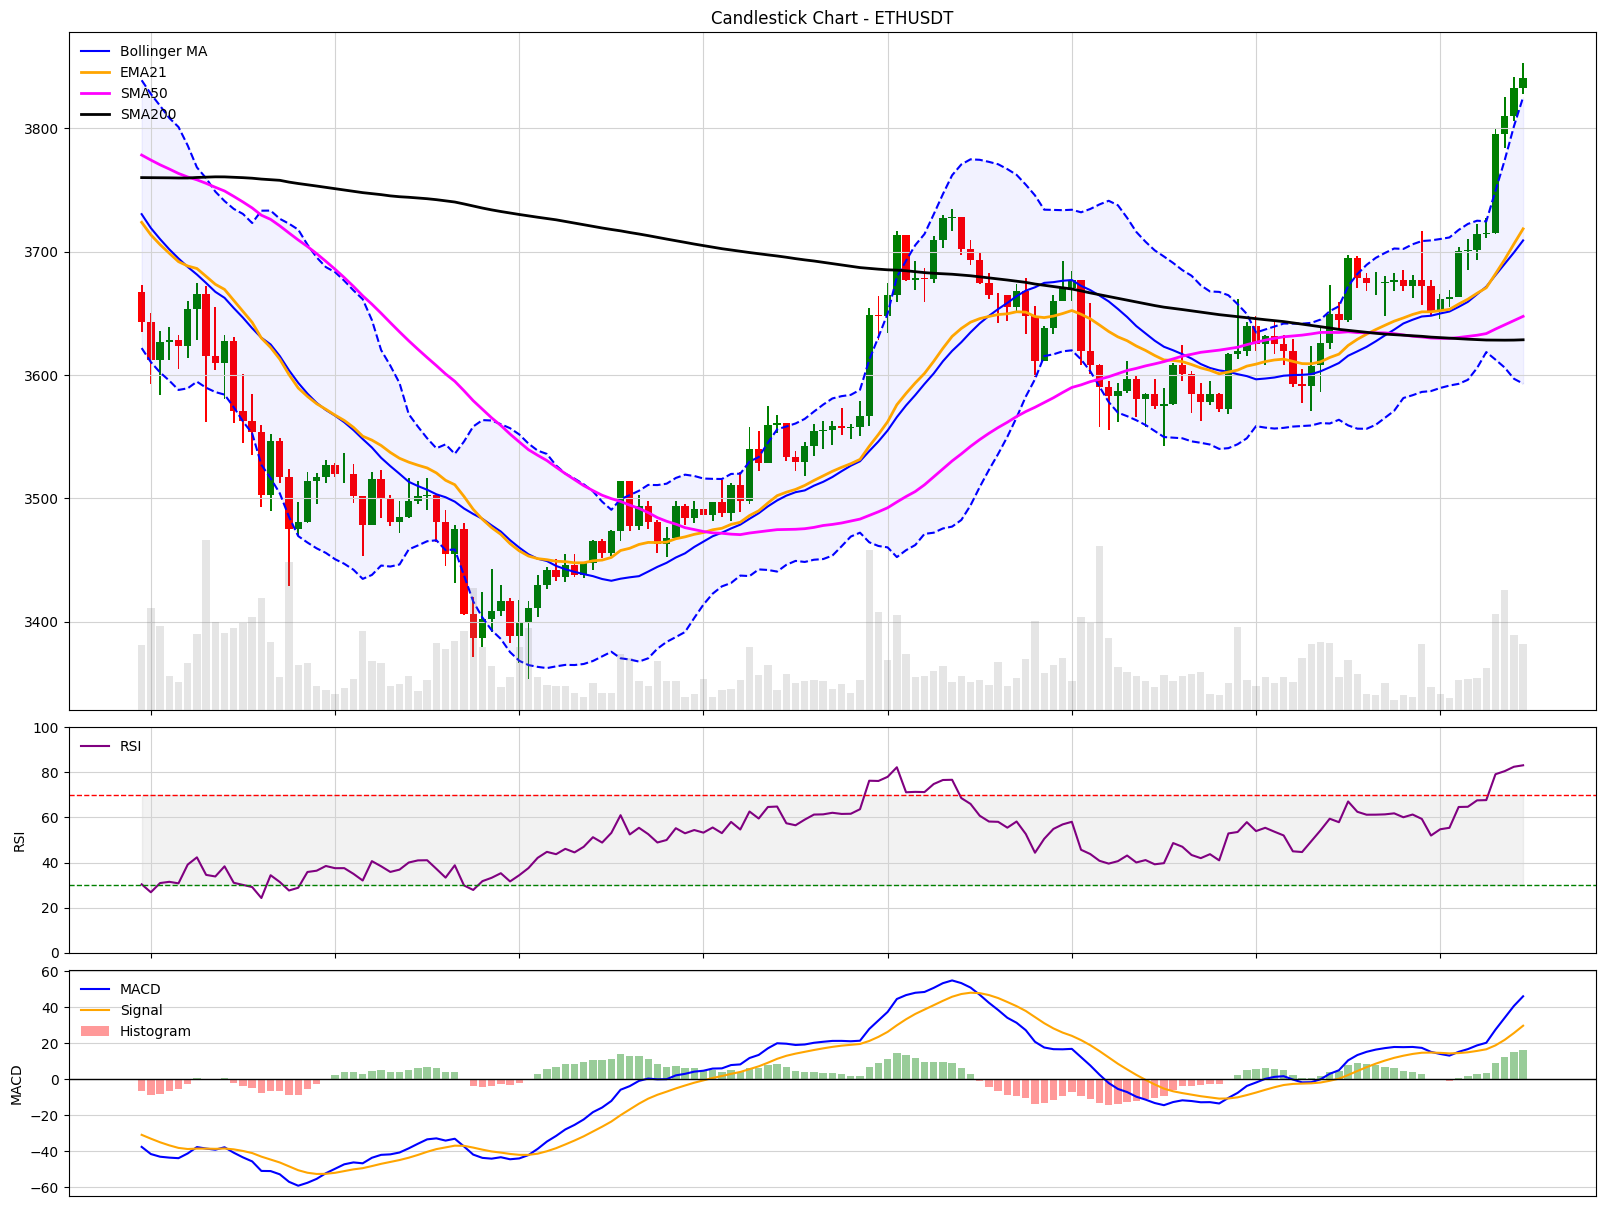 Candlestick Chart - ETHUSDT
Bollinger MA
EMA21
SMA50
SMA200
3800
3700
3600
3500
3400
RSI
100
80
60
40
20
0
RSI
MACD
Signal
Histogram
60
40
20
0
−20
−40
−60
MACD